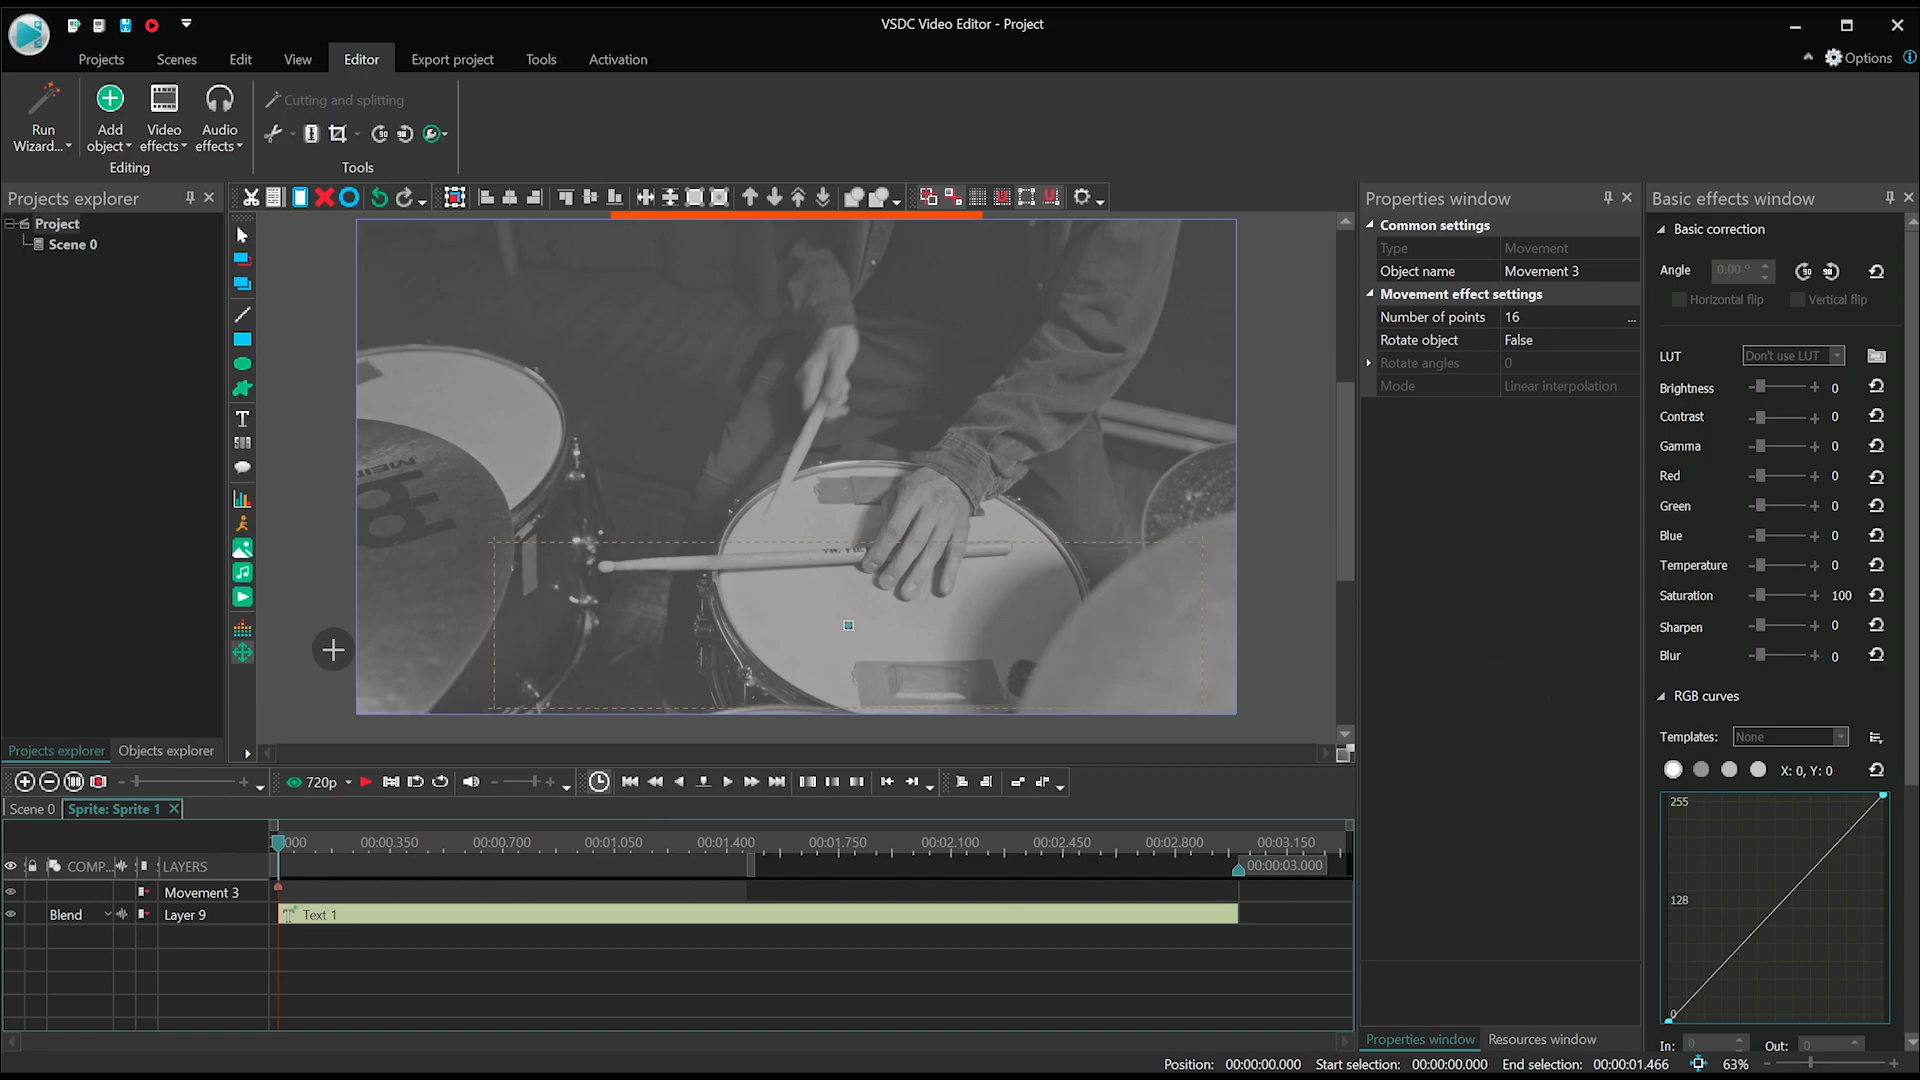 VSDC Video Editor - Project
Projects
Scenes
Edit
View
Editor
Export project
Tools
Activation
Options
Run
Wizard...
Add
object
Video
effects
Audio
effects
Editing
Cutting and splitting
Tools
Projects explorer
Project
Scene 0
Projects explorer
Objects explorer
Properties window
Common settings
Type
Movement
Object name
Movement 3
Movement effect settings
Number of points
16
...
Rotate object
False
Rotate angles
0
Mode
Linear interpolation
Properties window
Resources window
Basic effects window
Basic correction
Angle
0.00 °
90
90
Horizontal flip
Vertical flip
LUT
Don't use LUT
Brightness
0
Contrast
0
Gamma
0
Red
0
Green
0
Blue
0
Temperature
0
Saturation
100
Sharpen
0
Blur
0
RGB curves
Templates:
None
X: 0, Y: 0
255
128
0
In:
0
Out:
0
720p
Scene 0
Sprite: Sprite 1
000
00:00.350
00:00.700
00:01.050
00:01.400
00:01.750
00:02.100
00:02.450
00:02.800
00:03.150
00:00:03.000
COMP...
LAYERS
Movement 3
Blend
Layer 9
Text 1
Position:
00:00:00.000
Start selection:
00:00:00.000
End selection:
00:00:01.466
63%